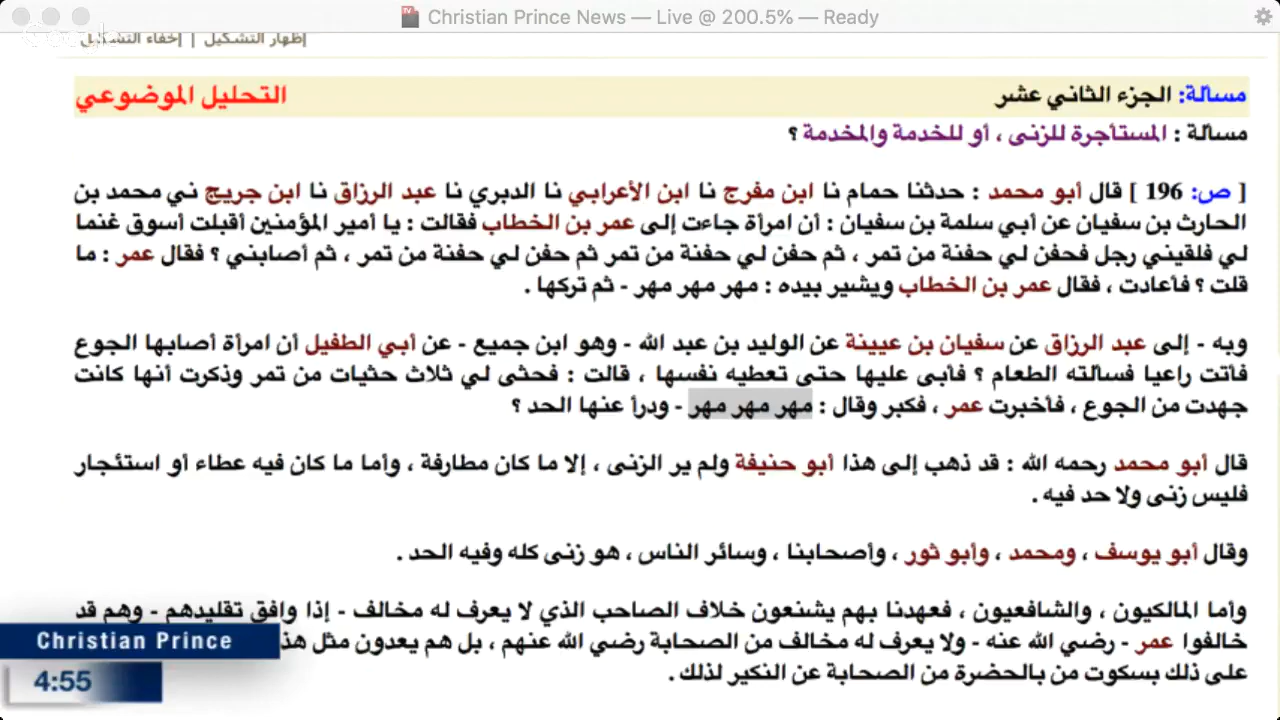 Christian Prince News — Live @ 200.5% — Ready
إظهار التشكيل | إخفاء التشكيل
Google
مسألة: الجزء الثاني عشر
التحليل الموضوعي
مسألة : المستأجرة للزنى ، أو للخدمة والمخدمة ؟
[ ص: 196 ] قال أبو محمد : حدثنا حمام نا ابن مفرج نا ابن الأعرابي نا الدبري نا عبد الرزاق نا ابن جريج ني محمد بن
الحارث بن سفيان عن أبي سلمة بن سفيان : أن امرأة جاءت إلى عمر بن الخطاب فقالت : يا أمير المؤمنين أقبلت أسوق غنما
لي فلقيني رجل فحفن لي حفنة من تمر ، ثم حفن لي حفنة من تمر ثم حفن لي حفنة من تمر ، ثم أصابني ؟ فقال عمر : ما
قلت ؟ فأعادت ، فقال عمر بن الخطاب ويشير بيده : مهر مهر مهر - ثم تركها .
وبه - إلى عبد الرزاق عن سفيان بن عيينة عن الوليد بن عبد الله - وهو ابن جميع - عن أبي الطفيل أن امرأة أصابها الجوع
فأتت راعيا فسألته الطعام ؟ فأبى عليها حتى تعطيه نفسها ، قالت : فحثى لي ثلاث حثيات من تمر وذكرت أنها كانت
جهدت من الجوع ، فأخبرت عمر ، فكبر وقال : مهر مهر مهر - ودرأ عنها الحد ؟
قال أبو محمد رحمه الله : قد ذهب إلى هذا أبو حنيفة ولم ير الزنى ، إلا ما كان مطارفة ، وأما ما كان فيه عطاء أو استئجار
فليس زنى ولا حد فيه .
وقال أبو يوسف ، ومحمد ، وأبو ثور ، وأصحابنا ، وسائر الناس ، هو زنى كله وفيه الحد .
وأما المالكيون ، والشافعيون ، فعهدنا بهم يشنعون خلاف الصاحب الذي لا يعرف له مخالف - إذا وافق تقليدهم - وهم قد
خالفوا عمر - رضي الله عنه - ولا يعرف له مخالف من الصحابة رضي الله عنهم ، بل هم يعدون مثل هذ
على ذلك بسكوت من بالحضرة من الصحابة عن النكير لذلك .
Christian Prince
4:55